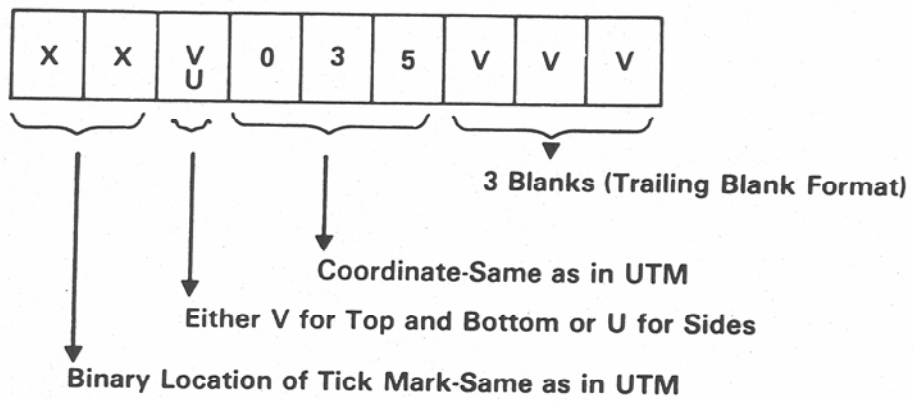 X X V 0 3 5 V V V
U
3 Blanks (Trailing Blank Format)
Coordinate-Same as in UTM
Either V for Top and Bottom or U for Sides
Binary Location of Tick Mark-Same as in UTM